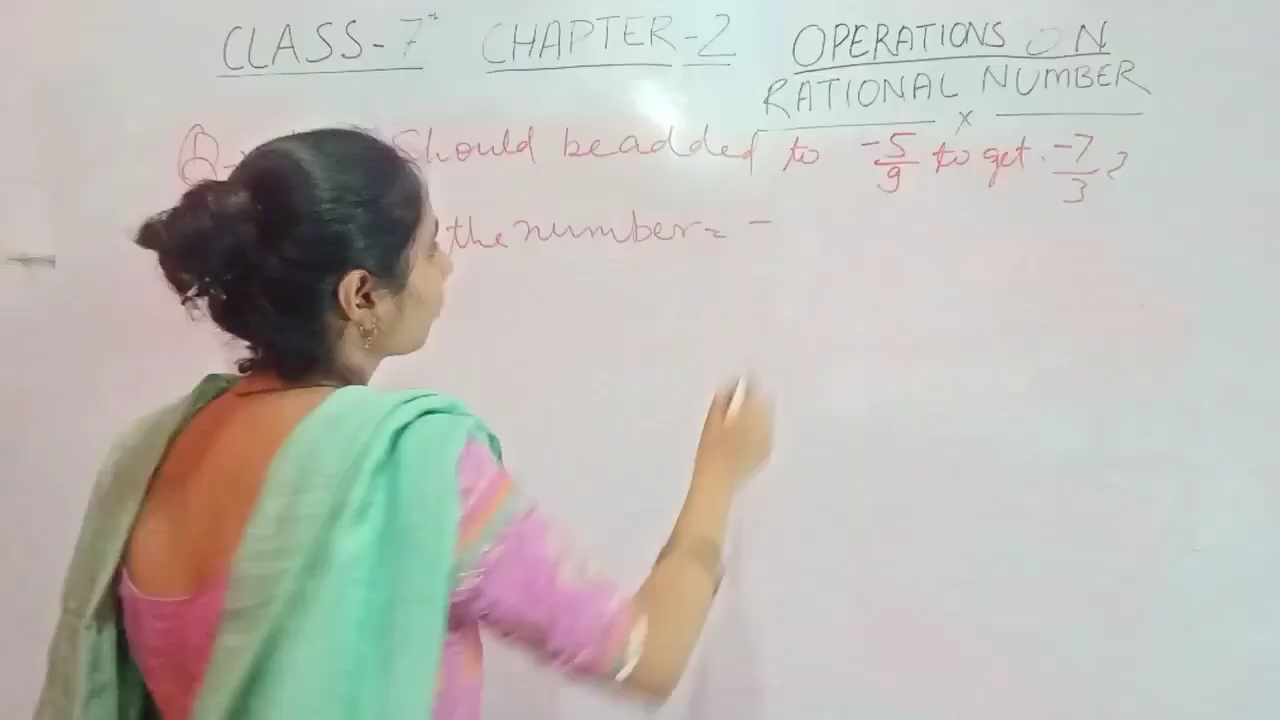 CLASS-7th CHAPTER-2 OPERATIONS ON
RATIONAL NUMBER
x
Q- Should be added to -5/9 to get -7/3 ?
the number = -